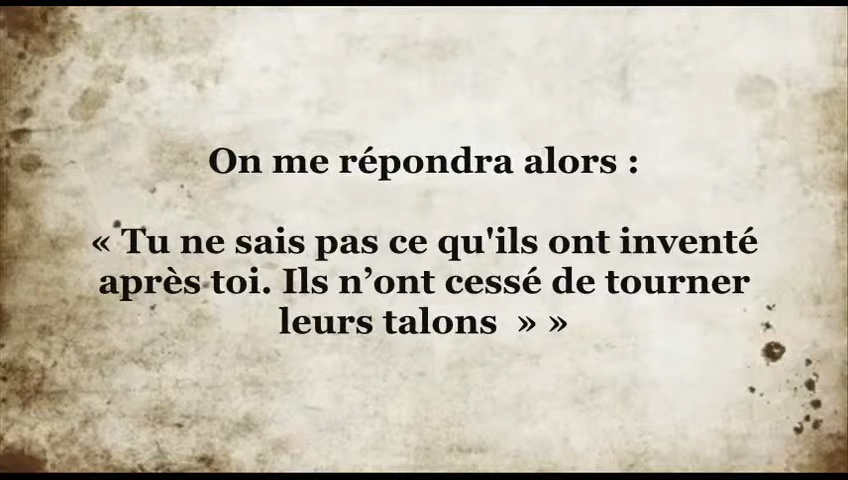 On me répondra alors :
« Tu ne sais pas ce qu'ils ont inventé
après toi. Ils n’ont cessé de tourner
leurs talons  » »